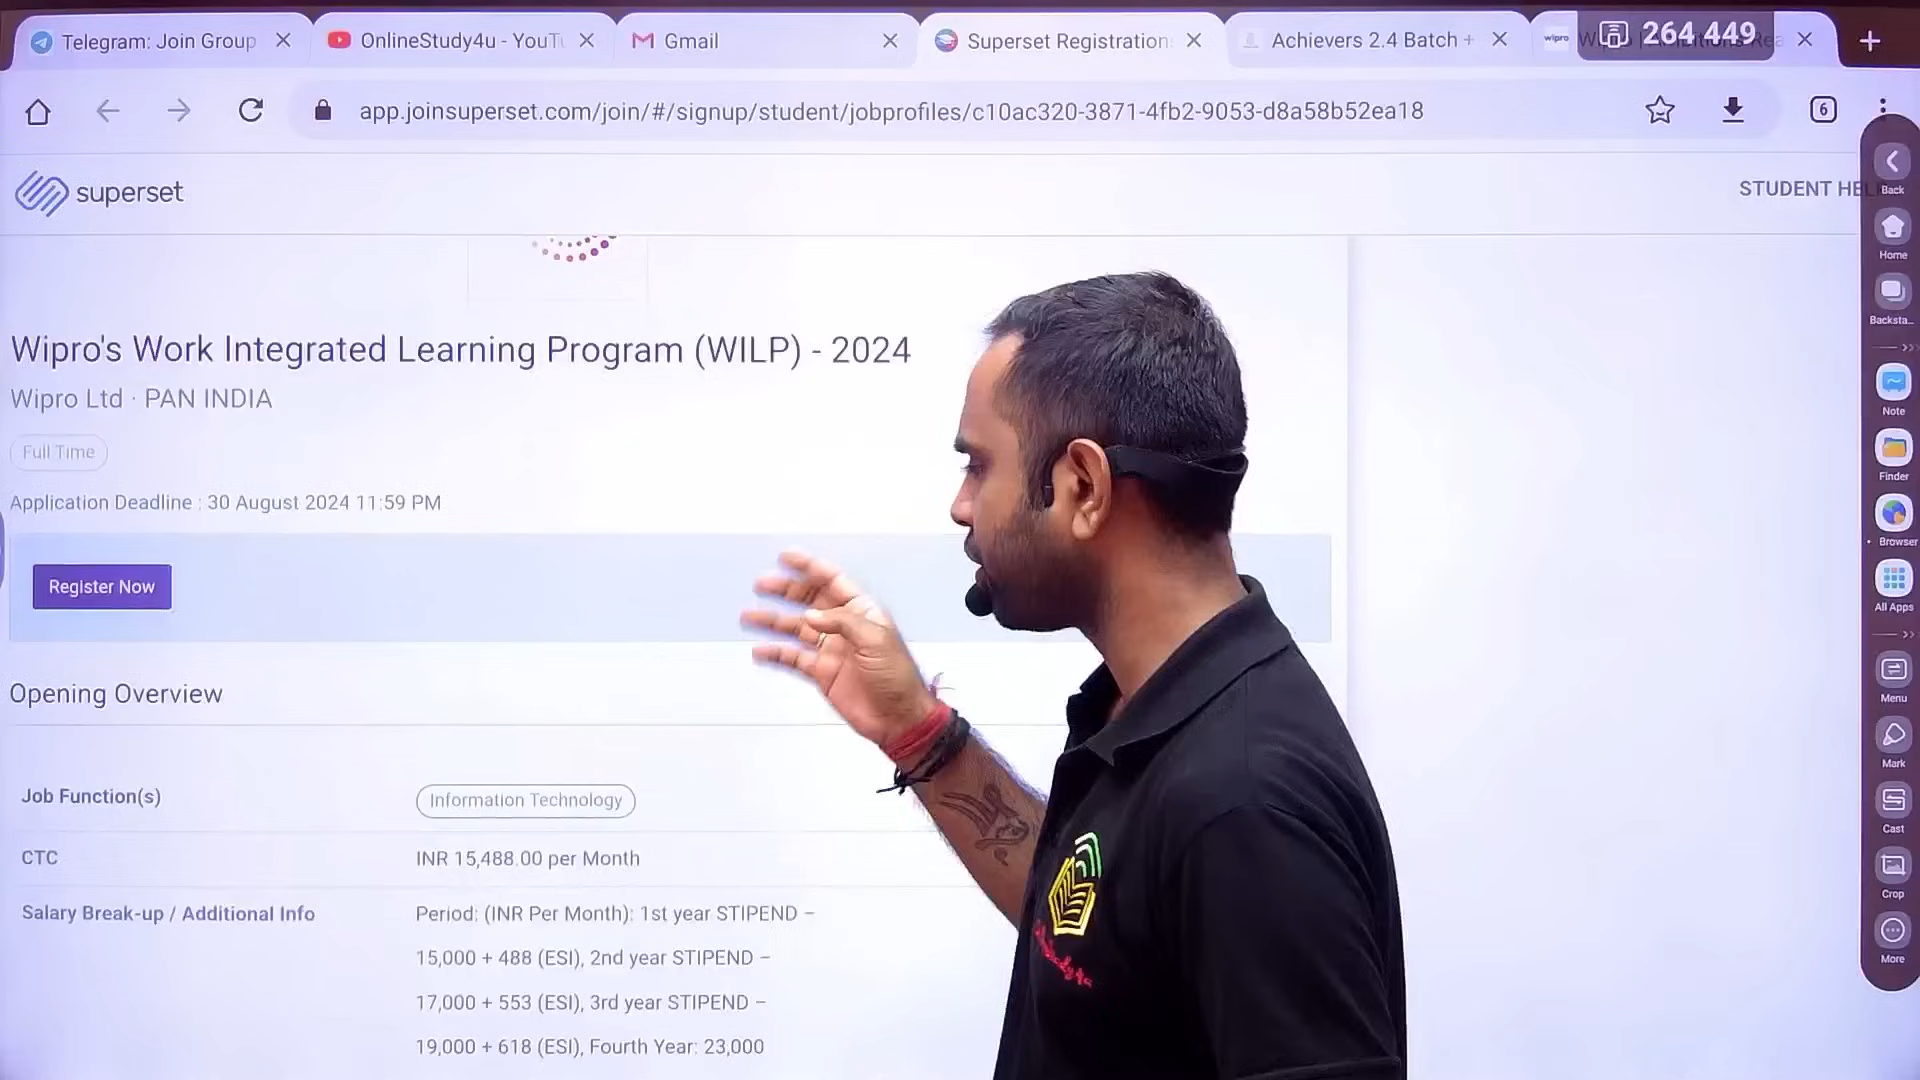 Telegram: Join Group
OnlineStudy4u - YouTu
Gmail
Superset Registration
Achievers 2.4 Batch +
wipro
264 449
app.joinsuperset.com/join/#/signup/student/jobprofiles/c10ac320-3871-4fb2-9053-d8a58b52ea18
6
superset
STUDENT HEL
Back
Home
Backsta...
Note
Finder
Browser
All Apps
Menu
Mark
Cast
Crop
More
Wipro's Work Integrated Learning Program (WILP) - 2024
Wipro Ltd · PAN INDIA
Full Time
Application Deadline : 30 August 2024 11:59 PM
Register Now
Opening Overview
Job Function(s)
Information Technology
CTC
INR 15,488.00 per Month
Salary Break-up / Additional Info
Period: (INR Per Month): 1st year STIPEND –
15,000 + 488 (ESI), 2nd year STIPEND –
17,000 + 553 (ESI), 3rd year STIPEND –
19,000 + 618 (ESI), Fourth Year: 23,000